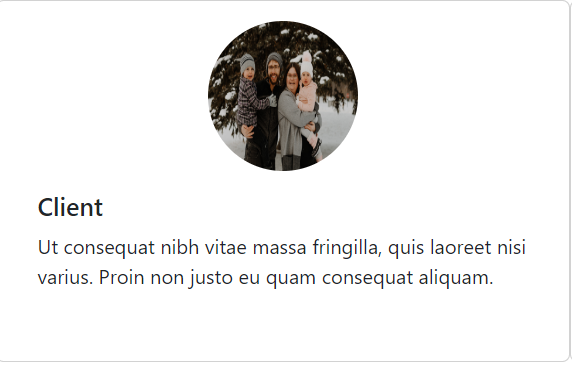 Client
Ut consequat nibh vitae massa fringilla, quis laoreet nisi
varius. Proin non justo eu quam consequat aliquam.